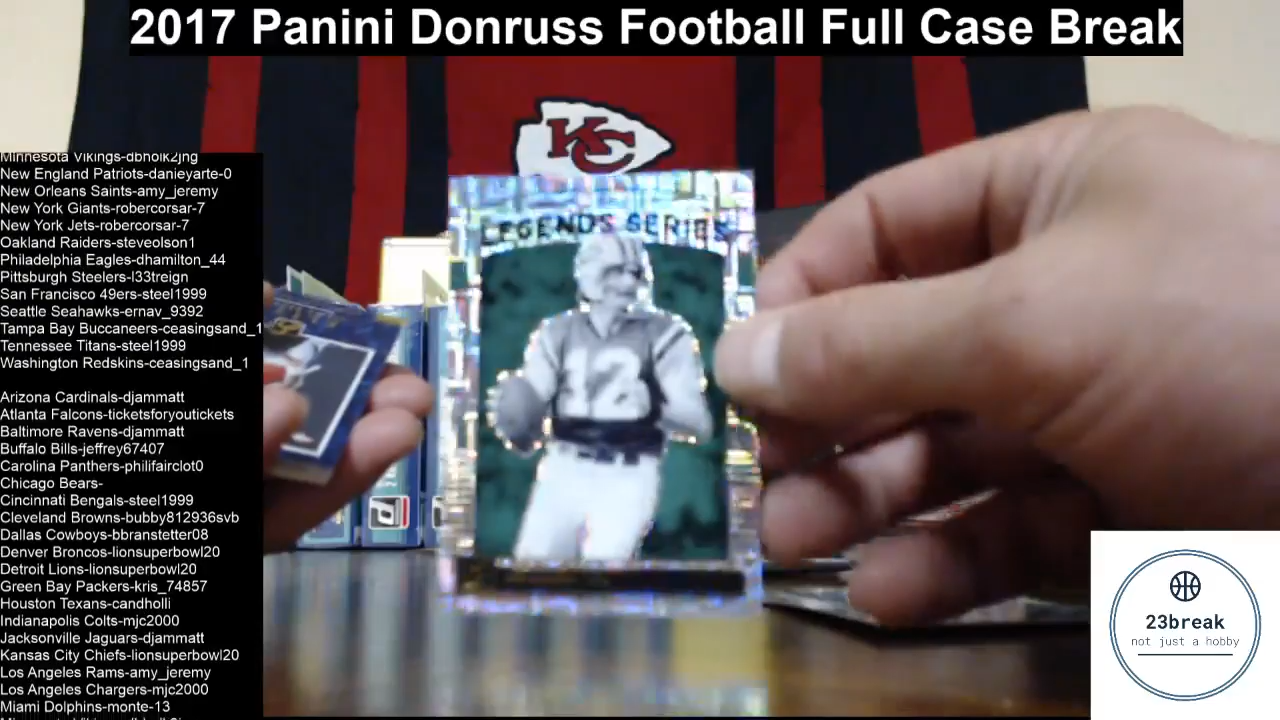 2017 Panini Donruss Football Full Case Break
KC
LEGENDS SERIES
12
Minnesota Vikings-dbholk2jng
New England Patriots-danieyarte-0
New Orleans Saints-amy_jeremy
New York Giants-robercorsar-7
New York Jets-robercorsar-7
Oakland Raiders-steveolson1
Philadelphia Eagles-dhamilton_44
Pittsburgh Steelers-l33treign
San Francisco 49ers-steel1999
Seattle Seahawks-ernav_9392
Tampa Bay Buccaneers-ceasingsand_1
Tennessee Titans-steel1999
Washington Redskins-ceasingsand_1
Arizona Cardinals-djammatt
Atlanta Falcons-ticketsforyoutickets
Baltimore Ravens-djammatt
Buffalo Bills-jeffrey67407
Carolina Panthers-philifairclot0
Chicago Bears-
Cincinnati Bengals-steel1999
Cleveland Browns-bubby812936svb
Dallas Cowboys-bbranstetter08
Denver Broncos-lionsuperbowl20
Detroit Lions-lionsuperbowl20
Green Bay Packers-kris_74857
Houston Texans-candholli
Indianapolis Colts-mjc2000
Jacksonville Jaguars-djammatt
Kansas City Chiefs-lionsuperbowl20
Los Angeles Rams-amy_jeremy
Los Angeles Chargers-mjc2000
Miami Dolphins-monte-13
23break
not just a hobby